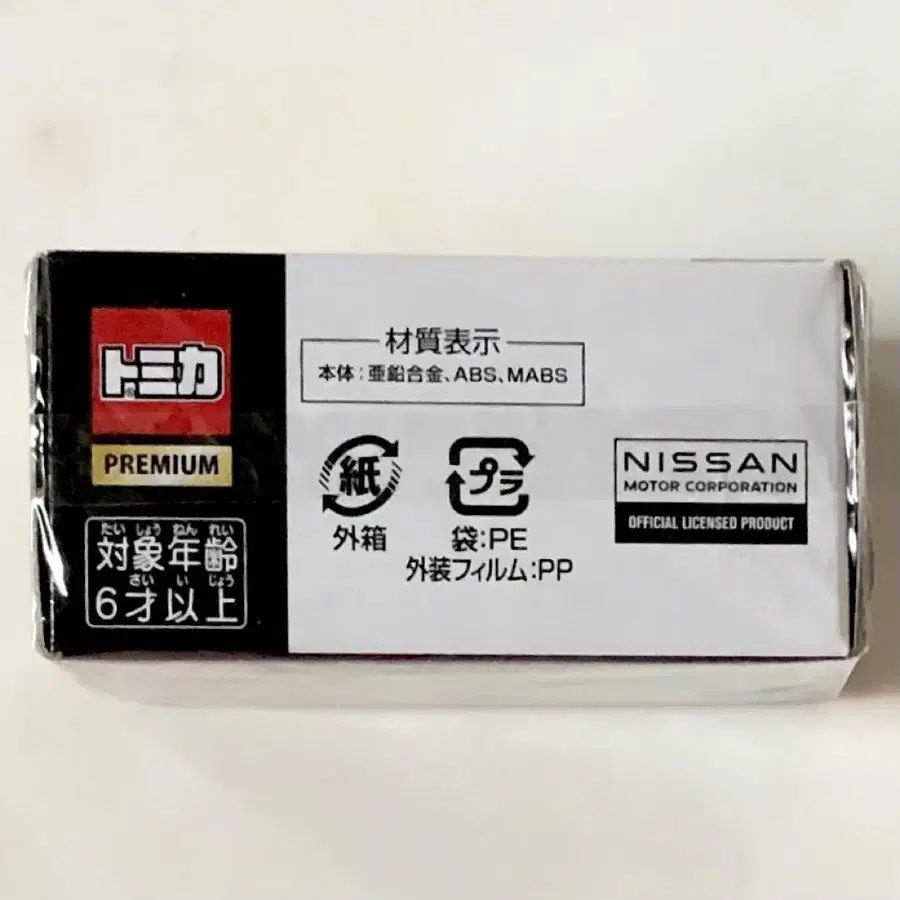 トミカ®
PREMIUM
たいしょうねんれい
対象年齢
さいいじょう
6才以上
材質表示
本体:亜鉛合金、ABS、MABS
紙
外箱
プラ
袋:PE
外装フィルム:PP
NISSAN
MOTOR CORPORATION
OFFICIAL LICENSED PRODUCT